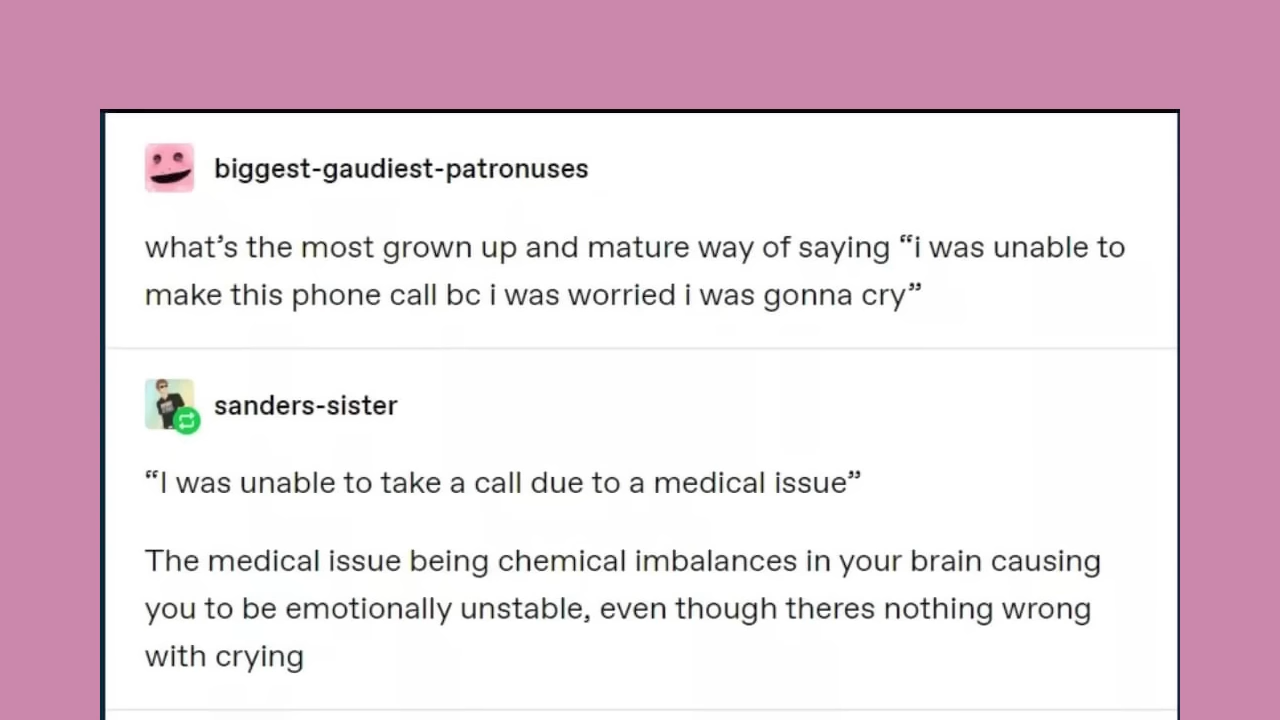 biggest-gaudiest-patronuses
what’s the most grown up and mature way of saying “i was unable to
make this phone call bc i was worried i was gonna cry”
sanders-sister
“I was unable to take a call due to a medical issue”
The medical issue being chemical imbalances in your brain causing
you to be emotionally unstable, even though theres nothing wrong
with crying